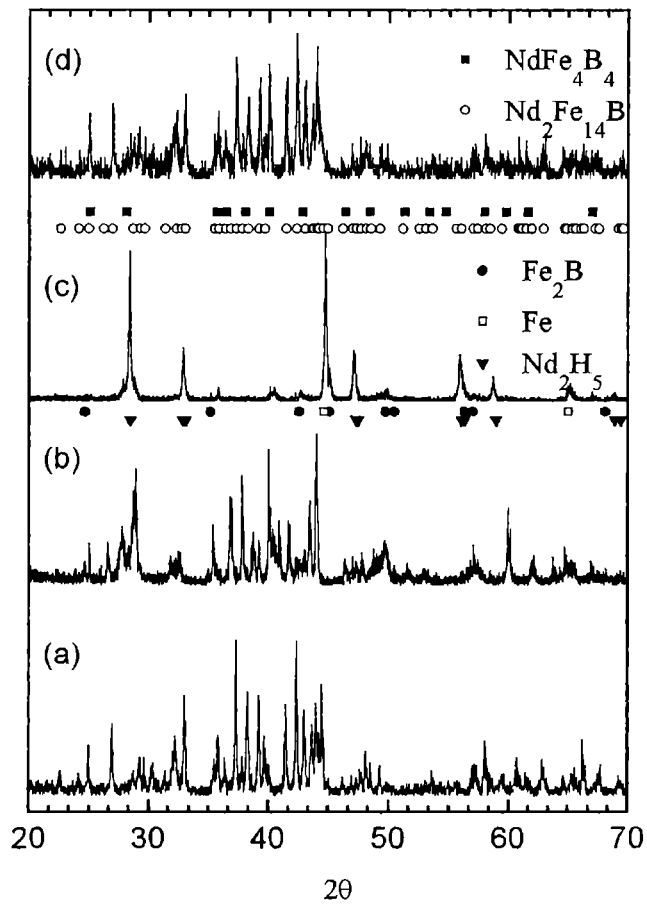 (d)
■ NdFe₄B₄
○ Nd₂Fe₁₄B
(c)
● Fe₂B
□ Fe
▼ Nd₂H₅
(b)
(a)
20 30 40 50 60 70
2θ